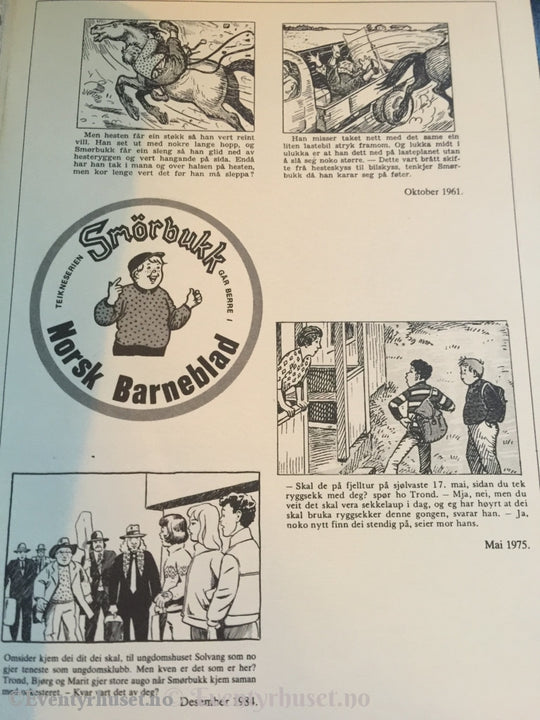 Men hesten får ein støkk så han vert reint
vill. Han set ut med nokre lange hopp, og
Smørbukk får ein sleng så han glid ned av
hesteryggen og vert hangande på sida. Endå
har han tak i mana og over halsen på hesten,
men kor lenge vert det før han må sleppa?
Han misser taket nett med det same ein
liten lastebil stryk framom. Og lukka midt i
ulukka er at han dett ned på lasteplanet utan
å slå seg noko større. — Dette vart brått skif-
te frå hesteskyss til bilskyss, tenkjer Smør-
bukk då han karar seg på føter.
Oktober 1961.
TEIKNESERIEN
Smörbukk
GÅR BERRE I
Norsk Barneblad
– Skal de på fjelltur på sjølvaste 17. mai, sidan du tek
ryggsekk med deg? spør ho Trond. – Mja, nei, men du
veit det skal vera sekkelaup i dag, og eg har høyrt at dei
skal bruka ryggsekker denne gongen, svarar han. – Ja,
noko nytt finn dei stendig på, seier mor hans.
Mai 1975.
Omsider kjem dei dit dei skal, til ungdomshuset Solvang som no
gjer teneste som ungdomsklubb. Men kven er det som er her?
Trond, Bjørg og Marit gjer store augo når Smørbukk kjem saman
med orkesteret. – Kvar vart det av deg?
Desember 1984.
©Eventyrhuset.no
©Eventyrhuset.no